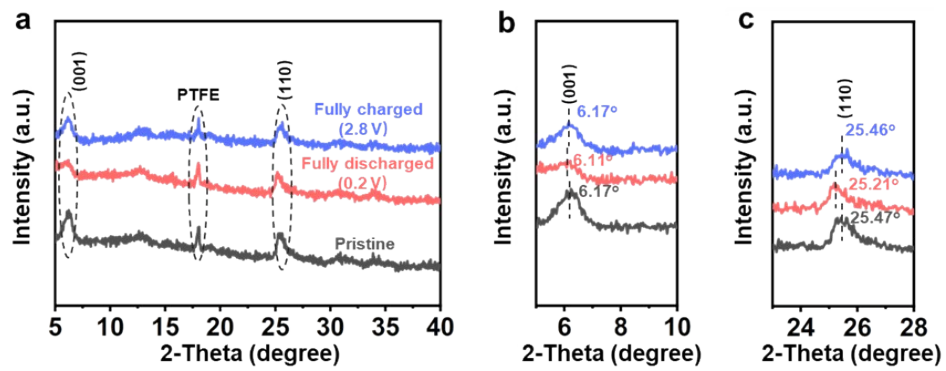 a
Intensity (a.u.)
(001)
PTFE
(110)
Fully charged
(2.8 V)
Fully discharged
(0.2 V)
Pristine
5 10 15 20 25 30 35 40
2-Theta (degree)
b
Intensity (a.u.)
(001)
6.17°
6.11°
6.17°
6 8 10
2-Theta (degree)
c
Intensity (a.u.)
(110)
25.46°
25.21°
25.47°
24 26 28
2-Theta (degree)